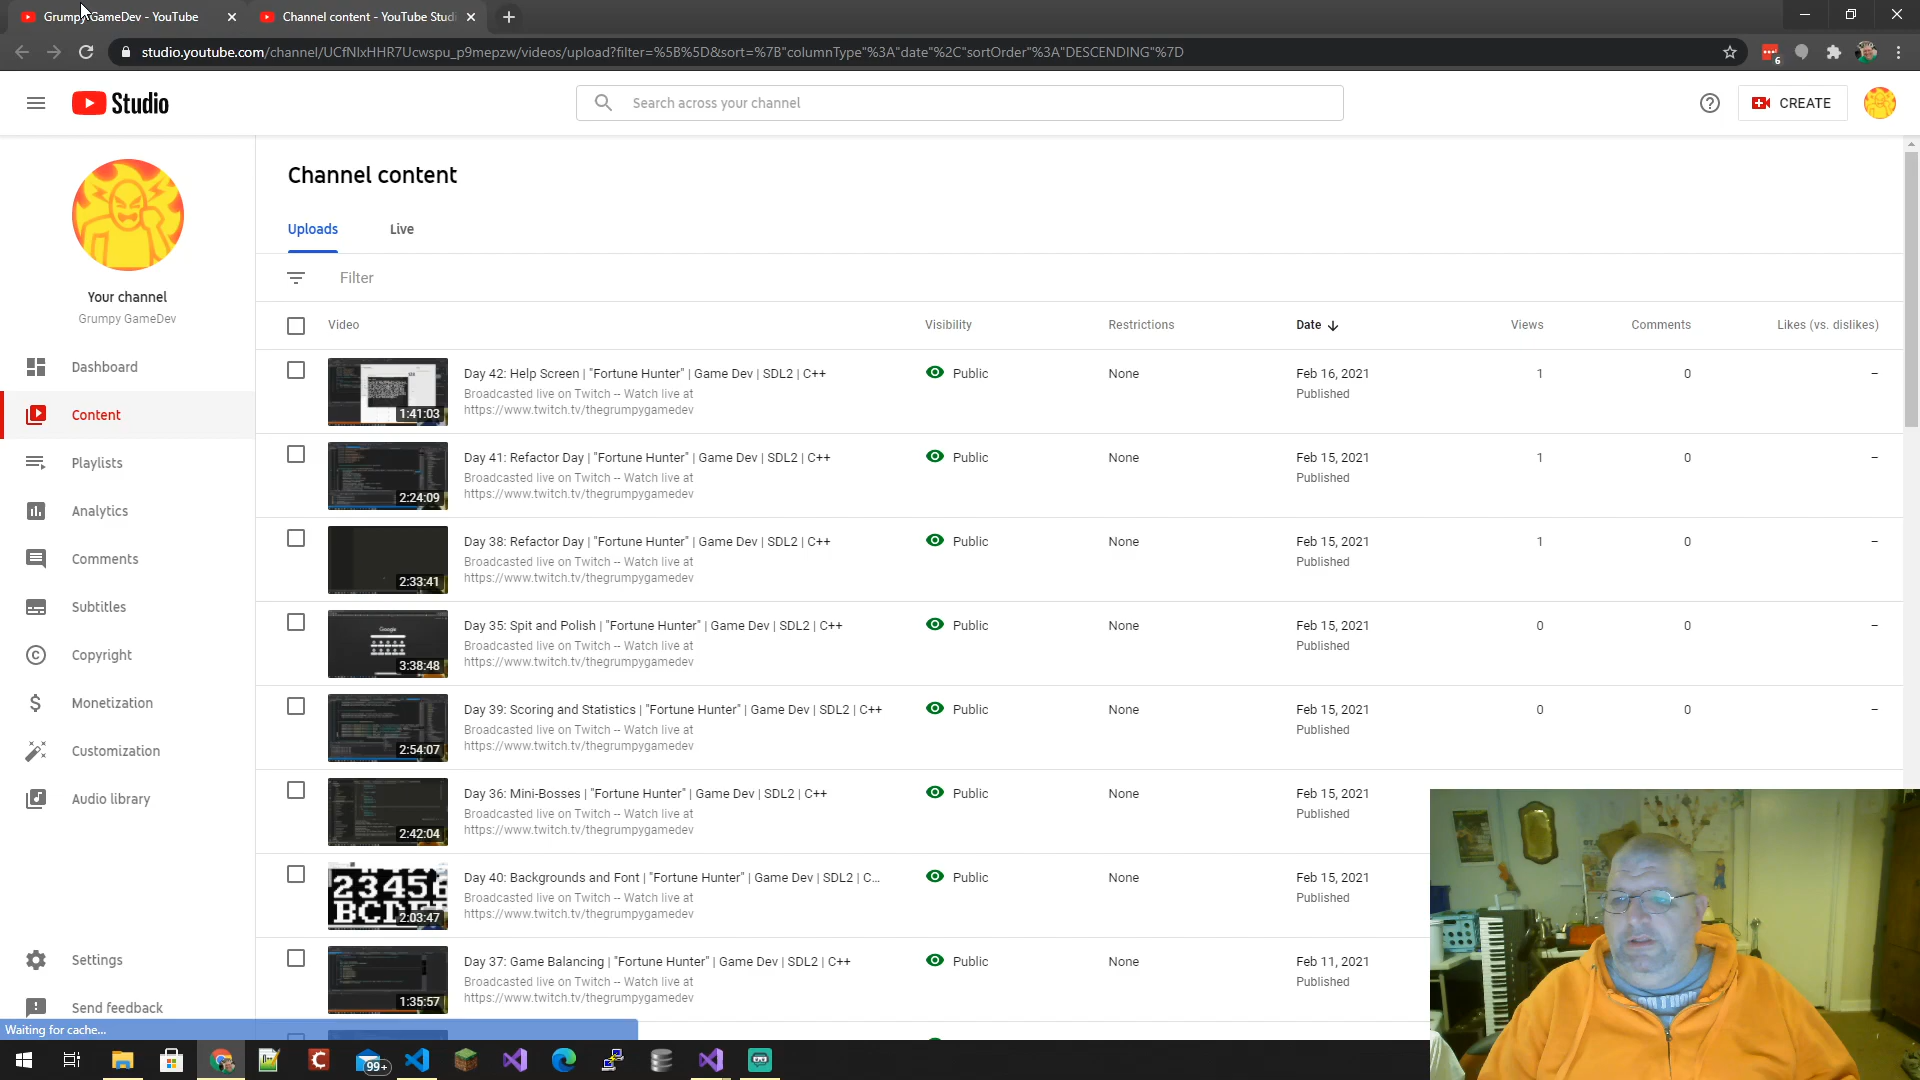 Grumpy GameDev - YouTube
Channel content - YouTube Studi
studio.youtube.com/channel/UCfNIxHHR7Ucwspu_p9mepzw/videos/upload?filter=%5B%5D&sort=%7B"columnType"%3A"date"%2C"sortOrder"%3A"DESCENDING"%7D
6
Studio
Search across your channel
CREATE
Your channel
Grumpy GameDev
Dashboard
Content
Playlists
Analytics
Comments
Subtitles
Copyright
Monetization
Customization
Audio library
Settings
Send feedback
Waiting for cache...
Channel content
Uploads
Live
Filter
Video
Visibility
Restrictions
Date
Views
Comments
Likes (vs. dislikes)
1:41:03
Day 42: Help Screen | "Fortune Hunter" | Game Dev | SDL2 | C++
Broadcasted live on Twitch -- Watch live at
https://www.twitch.tv/thegrumpygamedev
Public
None
Feb 16, 2021
Published
1
0
–
2:24:09
Day 41: Refactor Day | "Fortune Hunter" | Game Dev | SDL2 | C++
Broadcasted live on Twitch -- Watch live at
https://www.twitch.tv/thegrumpygamedev
Public
None
Feb 15, 2021
Published
1
0
–
2:33:41
Day 38: Refactor Day | "Fortune Hunter" | Game Dev | SDL2 | C++
Broadcasted live on Twitch -- Watch live at
https://www.twitch.tv/thegrumpygamedev
Public
None
Feb 15, 2021
Published
1
0
–
Google
3:38:48
Day 35: Spit and Polish | "Fortune Hunter" | Game Dev | SDL2 | C++
Broadcasted live on Twitch -- Watch live at
https://www.twitch.tv/thegrumpygamedev
Public
None
Feb 15, 2021
Published
0
0
–
2:54:07
Day 39: Scoring and Statistics | "Fortune Hunter" | Game Dev | SDL2 | C++
Broadcasted live on Twitch -- Watch live at
https://www.twitch.tv/thegrumpygamedev
Public
None
Feb 15, 2021
Published
0
0
–
2:42:04
Day 36: Mini-Bosses | "Fortune Hunter" | Game Dev | SDL2 | C++
Broadcasted live on Twitch -- Watch live at
https://www.twitch.tv/thegrumpygamedev
Public
None
Feb 15, 2021
Published
23456
2:03:47
Day 40: Backgrounds and Font | "Fortune Hunter" | Game Dev | SDL2 | C...
Broadcasted live on Twitch -- Watch live at
https://www.twitch.tv/thegrumpygamedev
Public
None
Feb 15, 2021
Published
1:35:57
Day 37: Game Balancing | "Fortune Hunter" | Game Dev | SDL2 | C++
Broadcasted live on Twitch -- Watch live at
https://www.twitch.tv/thegrumpygamedev
Public
None
Feb 11, 2021
Published
99+